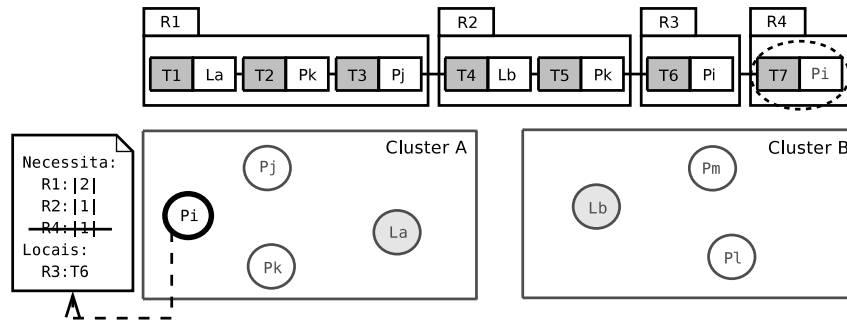 R1 R2 R3 R4
T1 La T2 Pk T3 Pj T4 Lb T5 Pk T6 Pi T7 Pi
Cluster A
Cluster B
Necessita:
R1:|2|
R2:|1|
R4:|1|
Locais:
R3:T6
Pj
Pi
La
Pk
Pm
Lb
Pl